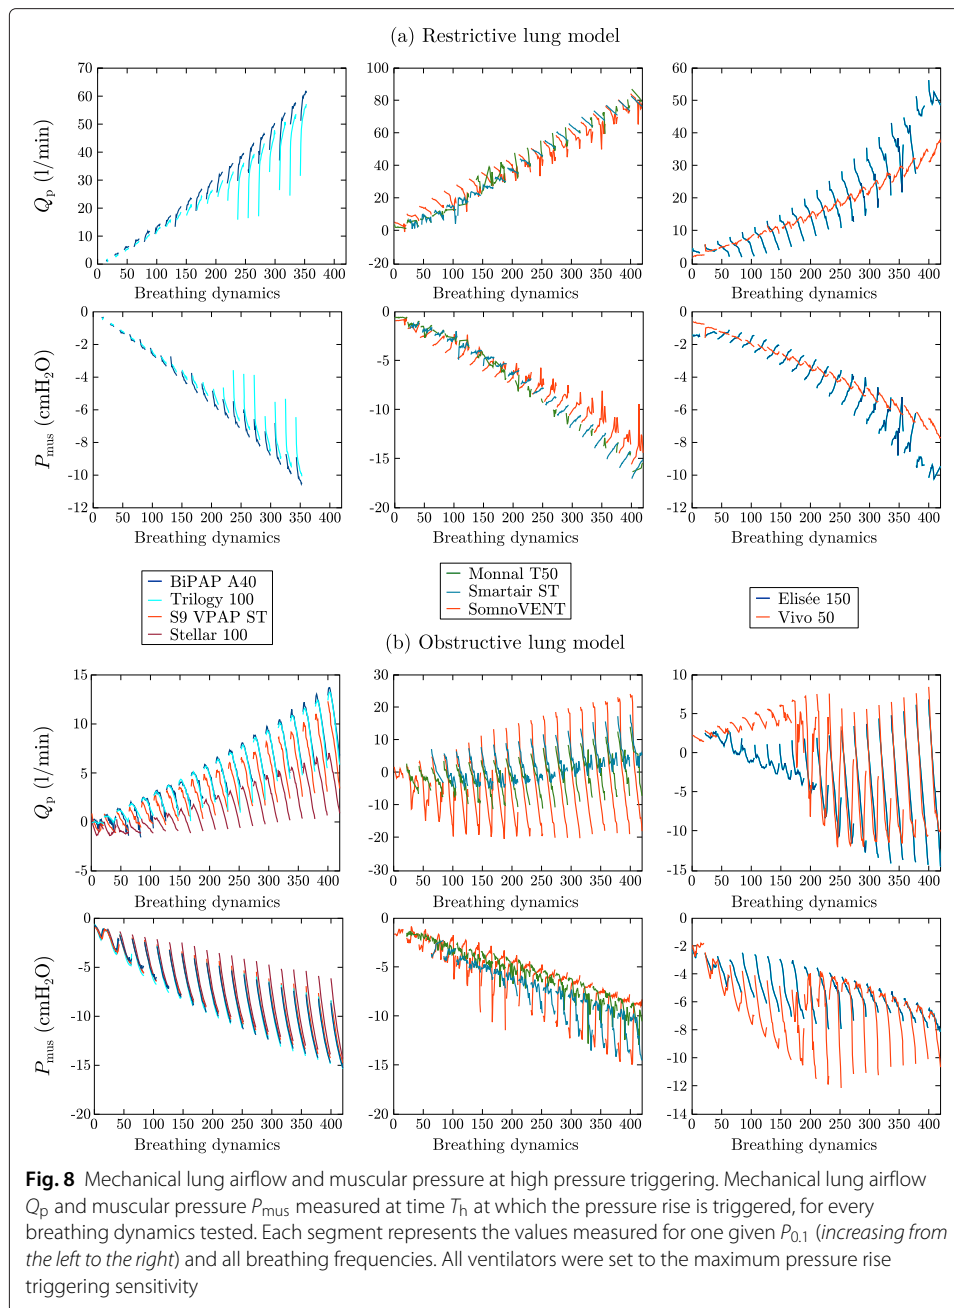 (a) Restrictive lung model
70
60
50
40
30
20
10
0
0 50 100 150 200 250 300 350 400
Qp (l/min)
Breathing dynamics
100
80
60
40
20
0
-20
0 50 100 150 200 250 300 350 400
Breathing dynamics
60
50
40
30
20
10
0
0 50 100 150 200 250 300 350 400
Breathing dynamics
0
-2
-4
-6
-8
-10
-12
0 50 100 150 200 250 300 350 400
Pmus (cmH2O)
Breathing dynamics
0
-5
-10
-15
-20
0 50 100 150 200 250 300 350 400
Breathing dynamics
0
-2
-4
-6
-8
-10
-12
0 50 100 150 200 250 300 350 400
Breathing dynamics
BiPAP A40
Trilogy 100
S9 VPAP ST
Stellar 100
Monnal T50
Smartair ST
SomnoVENT
Elisée 150
Vivo 50
(b) Obstructive lung model
15
10
5
0
-5
0 50 100 150 200 250 300 350 400
Qp (l/min)
Breathing dynamics
30
20
10
0
-10
-20
-30
0 50 100 150 200 250 300 350 400
Breathing dynamics
10
5
0
-5
-10
-15
0 50 100 150 200 250 300 350 400
Breathing dynamics
0
-5
-10
-15
-20
0 50 100 150 200 250 300 350 400
Pmus (cmH2O)
Breathing dynamics
0
-5
-10
-15
-20
0 50 100 150 200 250 300 350 400
Breathing dynamics
0
-2
-4
-6
-8
-10
-12
-14
0 50 100 150 200 250 300 350 400
Breathing dynamics
Fig. 8 Mechanical lung airflow and muscular pressure at high pressure triggering. Mechanical lung airflow
Qp and muscular pressure Pmus measured at time Th at which the pressure rise is triggered, for every
breathing dynamics tested. Each segment represents the values measured for one given P0.1 (increasing from
the left to the right) and all breathing frequencies. All ventilators were set to the maximum pressure rise
triggering sensitivity